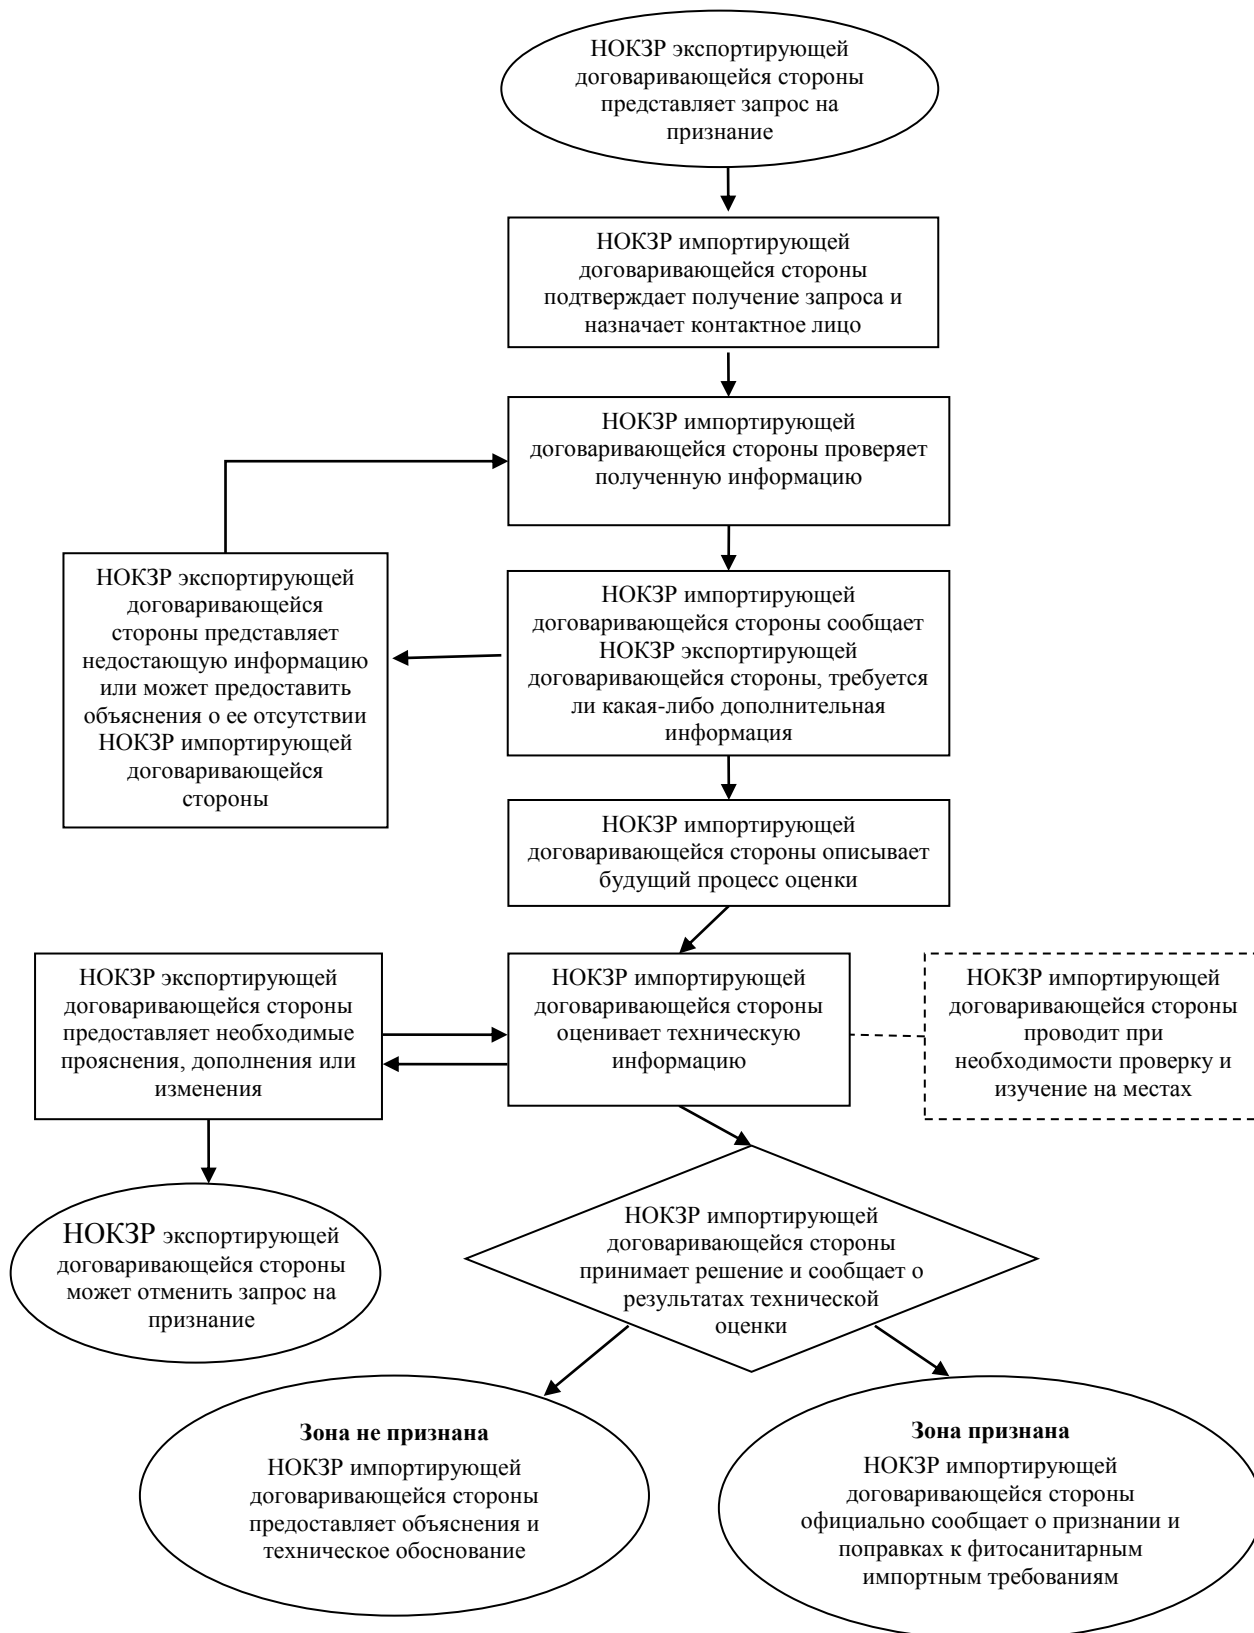 НОКЗР экспортирующей
договаривающейся стороны
представляет запрос на
признание
НОКЗР импортирующей
договаривающейся стороны
подтверждает получение запроса и
назначает контактное лицо
НОКЗР импортирующей
договаривающейся стороны проверяет
полученную информацию
НОКЗР экспортирующей
договаривающейся
стороны представляет
недостающую информацию
или может предоставить
объяснения о ее отсутствии
НОКЗР импортирующей
договаривающейся
стороны
НОКЗР импортирующей
договаривающейся стороны сообщает
НОКЗР экспортирующей
договаривающейся стороны, требуется
ли какая-либо дополнительная
информация
НОКЗР импортирующей
договаривающейся стороны описывает
будущий процесс оценки
НОКЗР экспортирующей
договаривающейся стороны
предоставляет необходимые
прояснения, дополнения или
изменения
НОКЗР импортирующей
договаривающейся стороны
оценивает техническую
информацию
НОКЗР импортирующей
договаривающейся стороны
проводит при
необходимости проверку и
изучение на местах
НОКЗР экспортирующей
договаривающейся стороны
может отменить запрос на
признание
НОКЗР импортирующей
договаривающейся стороны
принимает решение и сообщает о
результатах технической
оценки
Зона не признана
НОКЗР импортирующей
договаривающейся стороны
предоставляет объяснения и
техническое обоснование
Зона признана
НОКЗР импортирующей
договаривающейся стороны
официально сообщает о признании и
поправках к фитосанитарным
импортным требованиям